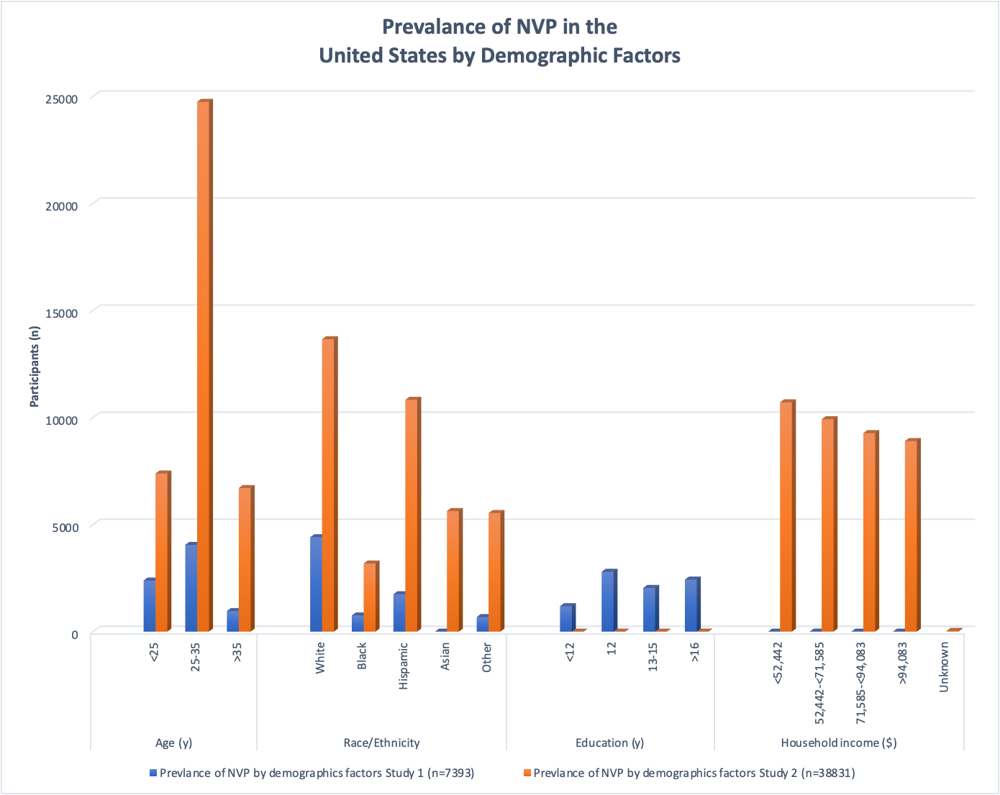 Prevalance of NVP in the
United States by Demographic Factors
25000
20000
15000
10000
5000
0
Participants (n)
<25
25-35
>35
White
Black
Hispamic
Asian
Other
<12
12
13-15
>16
<52,442
52,442-<71,585
71,585-<94,083
>94,083
Unknown
Age (y)
Race/Ethnicity
Education (y)
Household income ($)
Prevlance of NVP by demographics factors Study 1 (n=7393)
Prevlance of NVP by demographics factors Study 2 (n=38831)